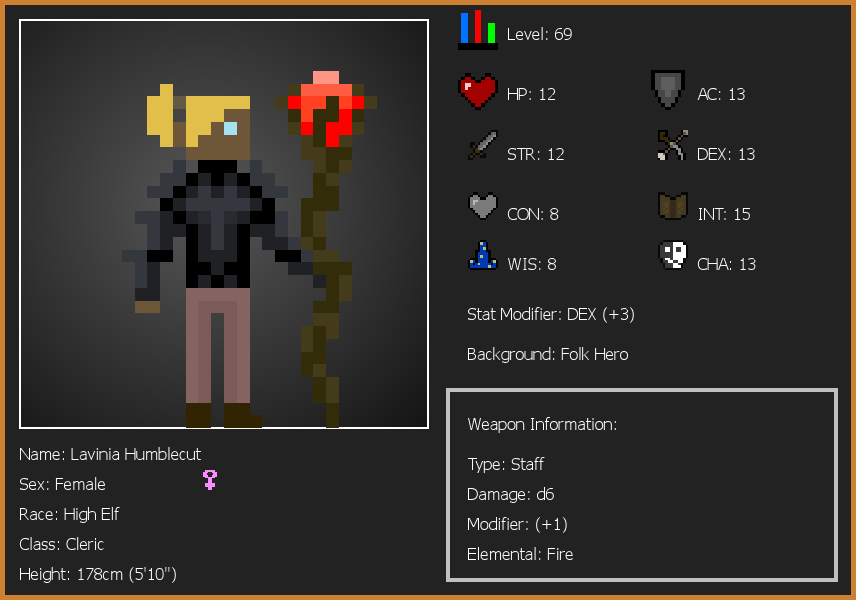 Level: 69
HP: 12
AC: 13
STR: 12
DEX: 13
CON: 8
INT: 15
WIS: 8
CHA: 13
Stat Modifier: DEX (+3)
Background: Folk Hero
Weapon Information:
Type: Staff
Damage: d6
Modifier: (+1)
Elemental: Fire
Name: Lavinia Humblecut
Sex: Female
Race: High Elf
Class: Cleric
Height: 178cm (5'10")